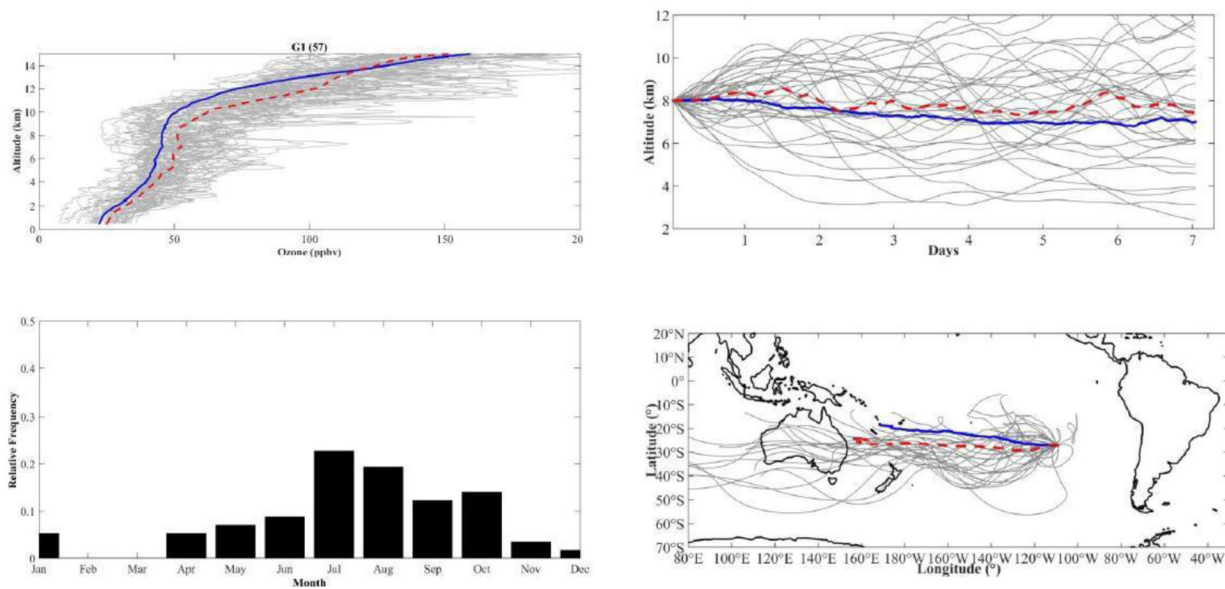 G1 (57)
14
12
10
8
6
4
2
0
Altitude (km)
0 50 100 150 200
Ozone (ppbv)
12
10
8
6
4
2
Altitude (km)
1 2 3 4 5 6 7
Days
0.5
0.4
0.3
0.2
0.1
0
Relative Frequency
Jan Feb Mar Apr May Jun Jul Aug Sep Oct Nov Dec
Month
20°N
10°N
0°
10°S
20°S
30°S
40°S
50°S
60°S
70°S
Latitude (°)
80°E 100°E 120°E 140°E 160°E 180°W 160°W 140°W 120°W 100°W 80°W 60°W 40°W
Longitude (°)